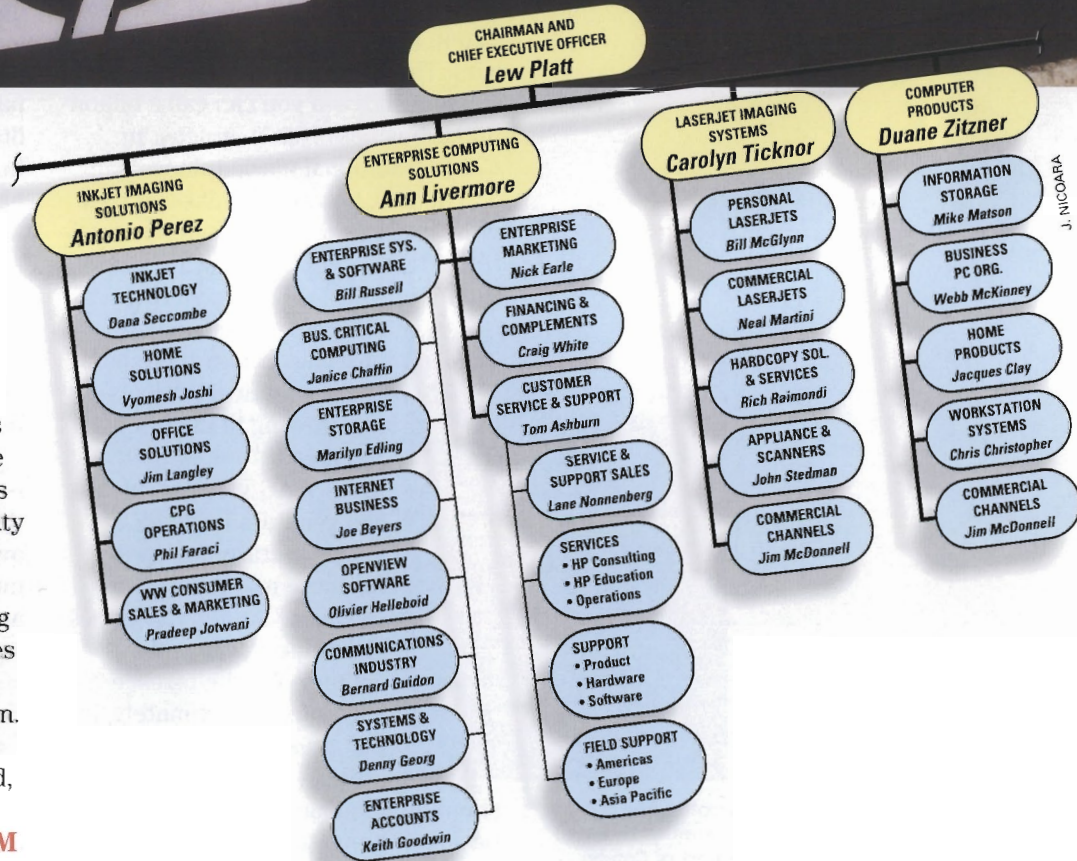 CHAIRMAN AND
CHIEF EXECUTIVE OFFICER
Lew Platt
INKJET IMAGING
SOLUTIONS
Antonio Perez
INKJET
TECHNOLOGY
Dana Seccombe
HOME
SOLUTIONS
Vyomesh Joshi
OFFICE
SOLUTIONS
Jim Langley
CPG
OPERATIONS
Phil Faraci
WW CONSUMER
SALES & MARKETING
Pradeep Jotwani
ENTERPRISE COMPUTING
SOLUTIONS
Ann Livermore
ENTERPRISE SYS.
& SOFTWARE
Bill Russell
BUS. CRITICAL
COMPUTING
Janice Chaffin
ENTERPRISE
STORAGE
Marilyn Edling
INTERNET
BUSINESS
Joe Beyers
OPENVIEW
SOFTWARE
Olivier Helleboid
COMMUNICATIONS
INDUSTRY
Bernard Guidon
SYSTEMS &
TECHNOLOGY
Denny Georg
ENTERPRISE
ACCOUNTS
Keith Goodwin
ENTERPRISE
MARKETING
Nick Earle
FINANCING &
COMPLEMENTS
Craig White
CUSTOMER
SERVICE & SUPPORT
Tom Ashburn
SERVICE &
SUPPORT SALES
Lane Nonnenberg
SERVICES
• HP Consulting
• HP Education
• Operations
SUPPORT
• Product
• Hardware
• Software
FIELD SUPPORT
• Americas
• Europe
• Asia Pacific
LASERJET IMAGING
SYSTEMS
Carolyn Ticknor
PERSONAL
LASERJETS
Bill McGlynn
COMMERCIAL
LASERJETS
Neal Martini
HARDCOPY SOL.
& SERVICES
Rich Raimondi
APPLIANCE &
SCANNERS
John Stedman
COMMERCIAL
CHANNELS
Jim McDonnell
COMPUTER
PRODUCTS
Duane Zitzner
INFORMATION
STORAGE
Mike Matson
BUSINESS
PC ORG.
Webb McKinney
HOME
PRODUCTS
Jacques Clay
WORKSTATION
SYSTEMS
Chris Christopher
COMMERCIAL
CHANNELS
Jim McDonnell
J. NICOARA